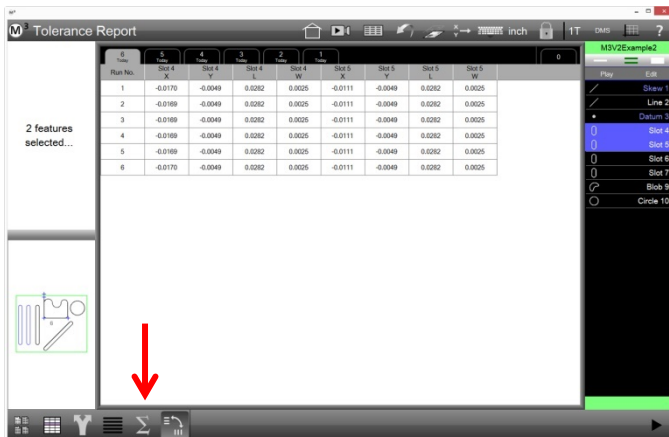 M³ Tolerance Report inch 1T DMS ?
6 Today 5 Today 4 Today 3 Today 2 Today 1 Today 0
Run No. Slot 4 X Slot 4 Y Slot 4 L Slot 4 W Slot 5 X Slot 5 Y Slot 5 L Slot 5 W
1 -0.0170 -0.0049 0.0282 0.0025 -0.0111 -0.0049 0.0282 0.0025
2 -0.0169 -0.0049 0.0282 0.0025 -0.0111 -0.0049 0.0282 0.0025
3 -0.0169 -0.0049 0.0282 0.0025 -0.0111 -0.0049 0.0282 0.0025
4 -0.0169 -0.0049 0.0282 0.0025 -0.0111 -0.0049 0.0282 0.0025
5 -0.0169 -0.0049 0.0282 0.0025 -0.0111 -0.0049 0.0282 0.0025
6 -0.0170 -0.0049 0.0282 0.0025 -0.0111 -0.0049 0.0282 0.0025
2 features
selected...
6
M3V2Example2
Play Edit
Skew 1
Line 2
Datum 3
Slot 4
Slot 5
Slot 6
Slot 7
Blob 9
Circle 10
Σ